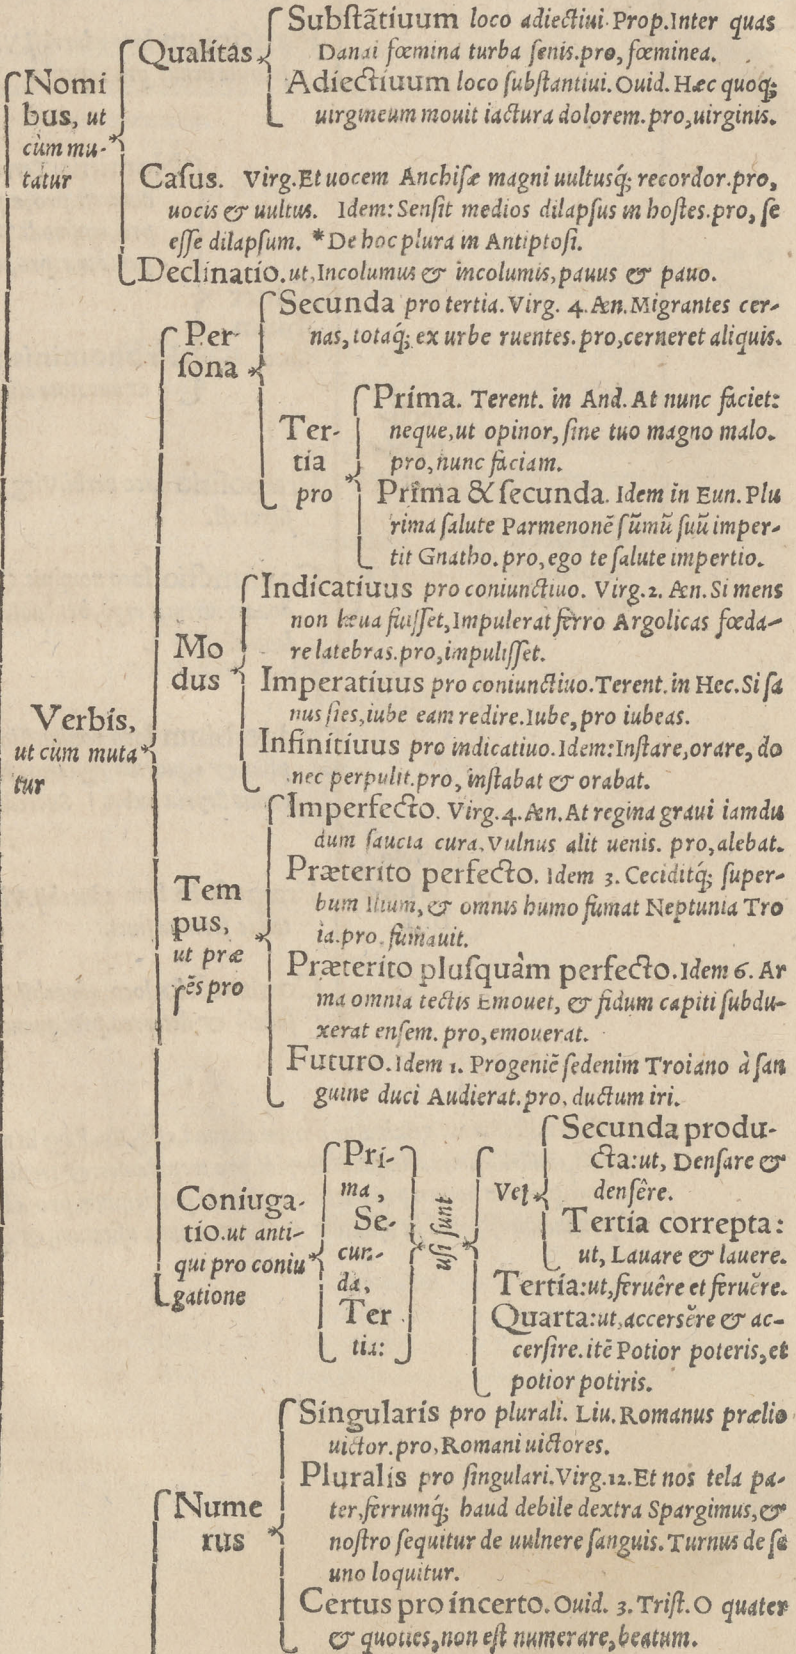 Nomi
bus, ut
cùm mu-
tatur
Qualitas
Substãtiuum loco adiectiui. Prop. Inter quas
Danai fœmina turba senis. pro, fœminea.
Adiectiuum loco substantiui. Ouid. Hæc quoq;
uirgineum mouit iactura dolorem. pro, uirginis.
Casus. Virg. Et uocem Anchisæ magni uultusq́; recordor. pro,
uocis & uultus. Idem: Sensit medios dilapsus in hostes. pro, se
esse dilapsum. *De hoc plura in Antiptosi.
Declinatio. ut, Incolumus & incolumis, pauus & pauo.
Verbis,
ut cùm muta
tur
Per
sona
Secunda pro tertia. Virg. 4. Æn. Migrantes cer-
nas, totaq́; ex urbe ruentes. pro, cerneret aliquis.
Ter-
tia
pro
Prima. Terent. in And. At nunc faciet:
neque, ut opinor, sine tuo magno malo.
pro, nunc faciam.
Prima & secunda. Idem in Eun. Plu
rima salute Parmenonẽ sũmũ suũ imper-
tit Gnatho. pro, ego te salute impertio.
Mo
dus
Indicatiuus pro coniunctiuo. Virg. 2. Æn. Si mens
non læua fuisset, Impulerat ferro Argolicas fœda-
re latebras. pro, impulisset.
Imperatiuus pro coniunctiuo. Terent. in Hec. Si sa
nus sies, iube eam redire. Iube, pro iubeas.
Infinitiuus pro indicatiuo. Idem: Instare, orare, do
nec perpulit. pro, instabat & orabat.
Tem
pus,
ut præ
sẽs pro
Imperfecto. Virg. 4. Æn. At regina graui iamdu
dum saucia cura, Vulnus alit uenis. pro, alebat.
Præterito perfecto. Idem 3. Ceciditq́; super-
bum Ilium, & omnis humo fumat Neptunia Tro
ia. pro, fumauit.
Præterito plusquàm perfecto. Idem 6. Ar
ma omnia tectis Emouet, & fidum capiti subdu-
xerat ensem. pro, emouerat.
Futuro. Idem 1. Progeniẽ sedenim Troiano à san
guine duci Audierat. pro, ductum iri.
Coniuga-
tio. ut anti-
qui pro coniu
gatione
Pri-
ma,
Se-
cun-
da,
Ter
tia:
usi sunt
Vel
Secunda produ-
cta: ut, Densare &
densêre.
Tertia correpta:
ut, Lauare & lauere.
Tertia: ut, feruêre et feruĕre.
Quarta: ut, accersĕre & ac-
cersire. itẽ Potior poteris, et
potior potiris.
Nume
rus
Singularis pro plurali. Liu. Romanus prælio
uictor. pro, Romani uictores.
Pluralis pro singulari. Virg. 12. Et nos tela pa-
ter, ferrumq́; haud debile dextra Spargimus, &
nostro sequitur de uulnere sanguis. Turnus de se
uno loquitur.
Certus pro incerto. Ouid. 3. Trist. O quater
& quoties, non est numerare, beatum.